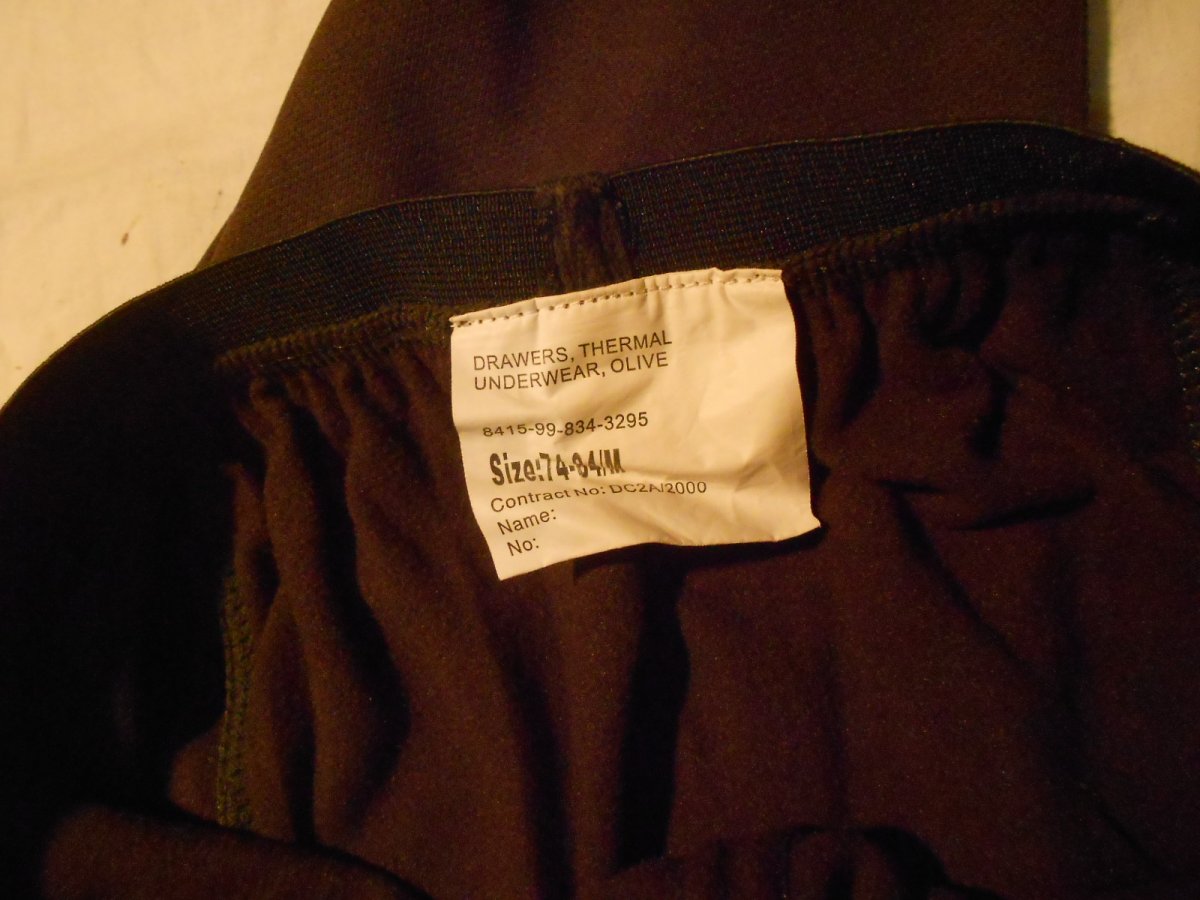 DRAWERS, THERMAL
UNDERWEAR, OLIVE
8415-99-834-3295
Size:74-84/M
Contract No: DC2A/2000
Name:
No: